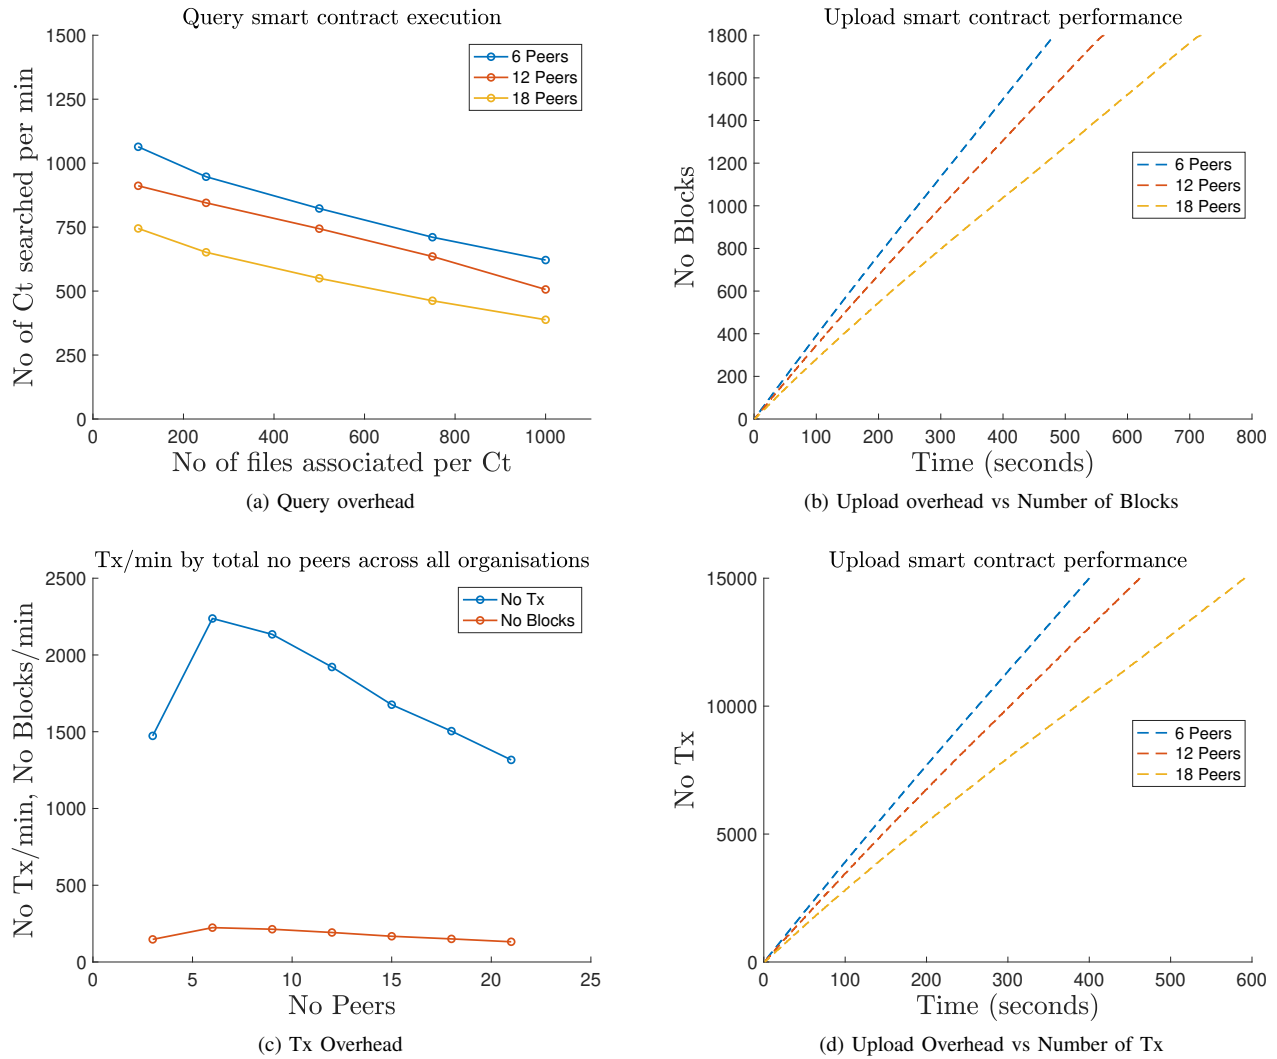 Query smart contract execution
1500
1250
1000
750
500
250
0
No of Ct searched per min
6 Peers
12 Peers
18 Peers
0 200 400 600 800 1000
No of files associated per Ct
(a) Query overhead
Upload smart contract performance
1800
1600
1400
1200
1000
800
600
400
200
0
No Blocks
6 Peers
12 Peers
18 Peers
0 100 200 300 400 500 600 700 800
Time (seconds)
(b) Upload overhead vs Number of Blocks
Tx/min by total no peers across all organisations
2500
2000
1500
1000
500
0
No Tx/min, No Blocks/min
No Tx
No Blocks
0 5 10 15 20 25
No Peers
(c) Tx Overhead
Upload smart contract performance
15000
10000
5000
0
No Tx
6 Peers
12 Peers
18 Peers
0 100 200 300 400 500 600
Time (seconds)
(d) Upload Overhead vs Number of Tx